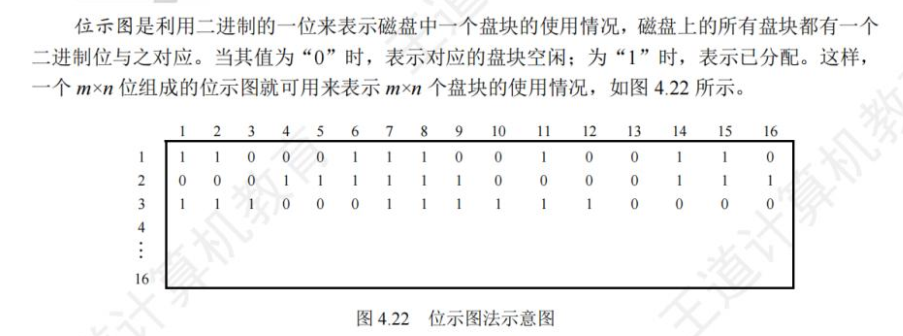 位示图是利用二进制的一位来表示磁盘中一个盘块的使用情况，磁盘上的所有盘块都有一个
二进制位与之对应。当其值为“0”时，表示对应的盘块空闲；为“1”时，表示已分配。这样，
一个 m×n 位组成的位示图就可用来表示 m×n 个盘块的使用情况，如图 4.22 所示。
1 2 3 4 5 6 7 8 9 10 11 12 13 14 15 16
1 1 1 0 0 0 1 1 1 0 0 1 0 0 1 1 0
2 0 0 0 1 1 1 1 1 1 0 0 0 0 1 1 1
3 1 1 1 0 0 0 1 1 1 1 1 1 0 0 0 0
4
⋮
16
图 4.22 位示图法示意图
王道计算机教育
计算机教育